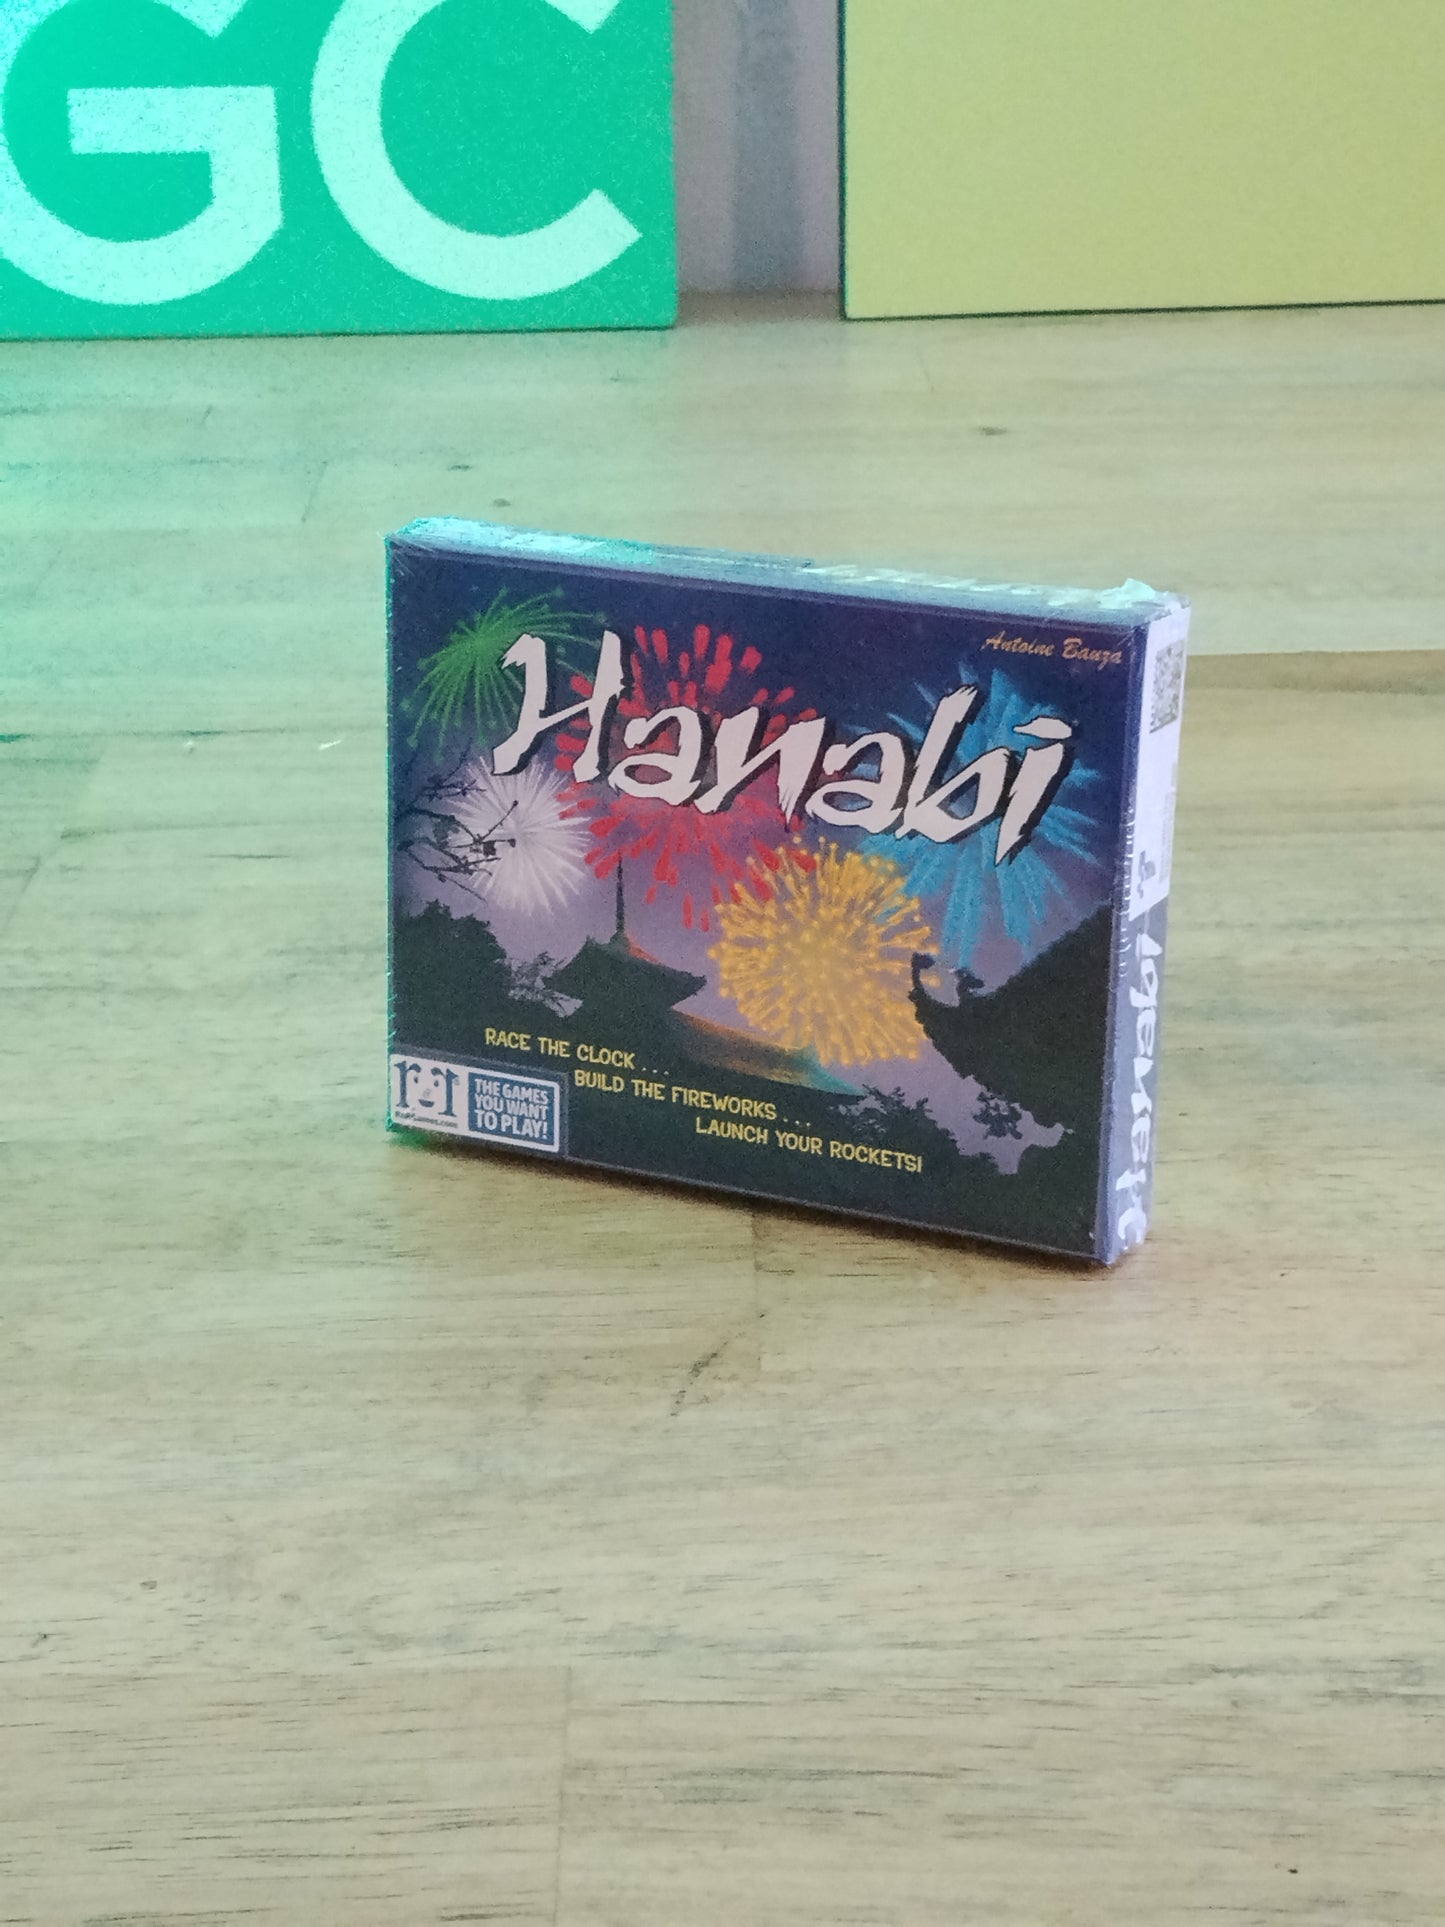 GC
Antoine Bauza
Hanabi
RACE THE CLOCK . . .
BUILD THE FIREWORKS . . .
LAUNCH YOUR ROCKETS!
R&R
THE GAMES
YOU WANT
TO PLAY!
Hanabi